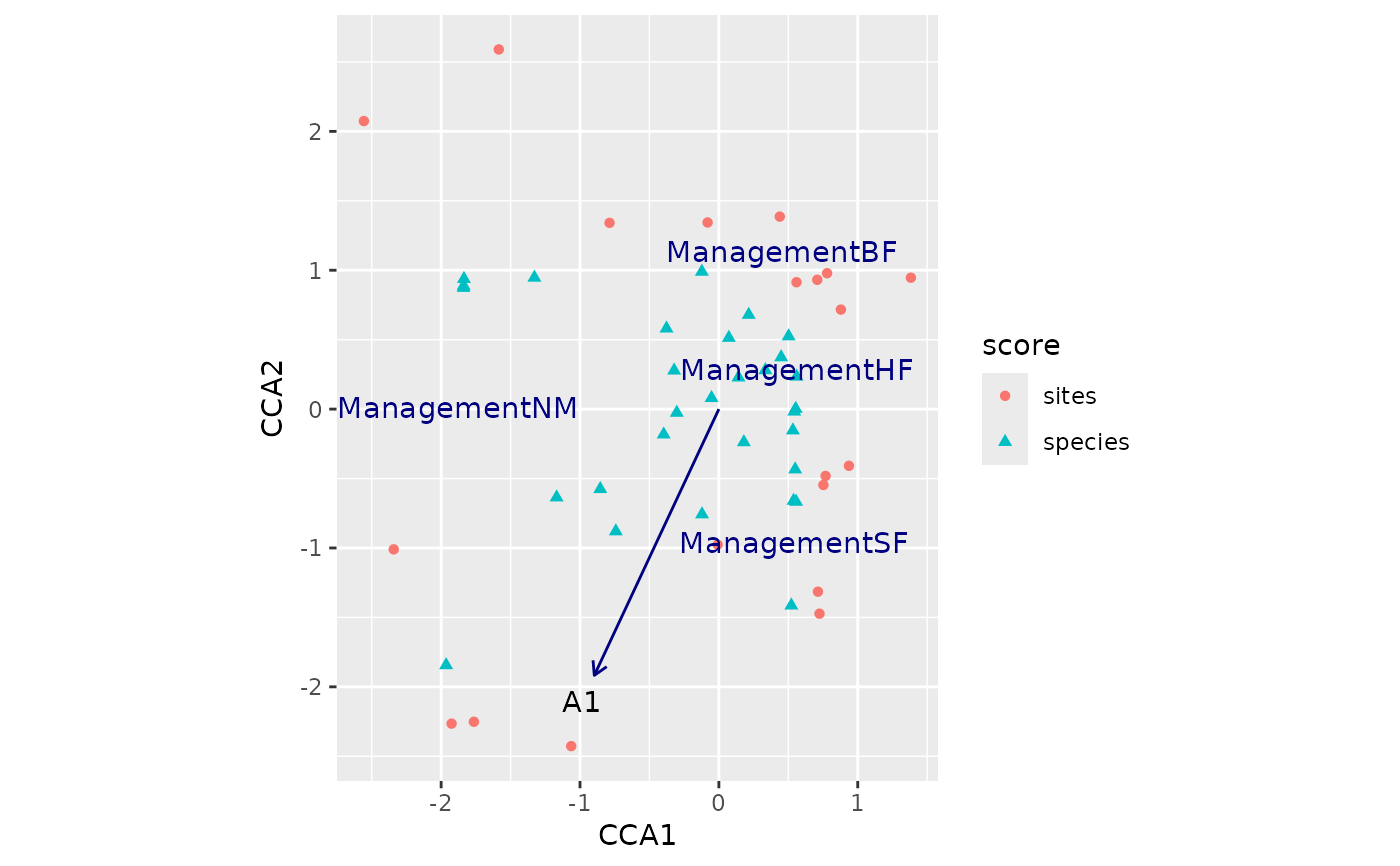 2
1
0
-1
-2
CCA2
ManagementBF
ManagementHF
ManagementNM
ManagementSF
A1
-2 -1 0 1
CCA1
score
sites
species